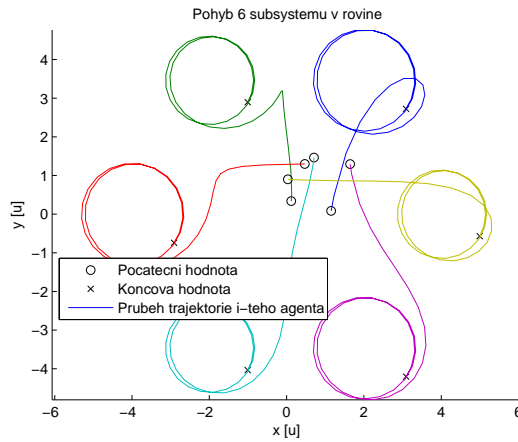 Pohyb 6 subsystemu v rovine
y [u]
4
3
2
1
0
−1
−2
−3
−4
Pocatecni hodnota
Koncova hodnota
Prubeh trajektorie i−teho agenta
−6 −4 −2 0 2 4 6
x [u]